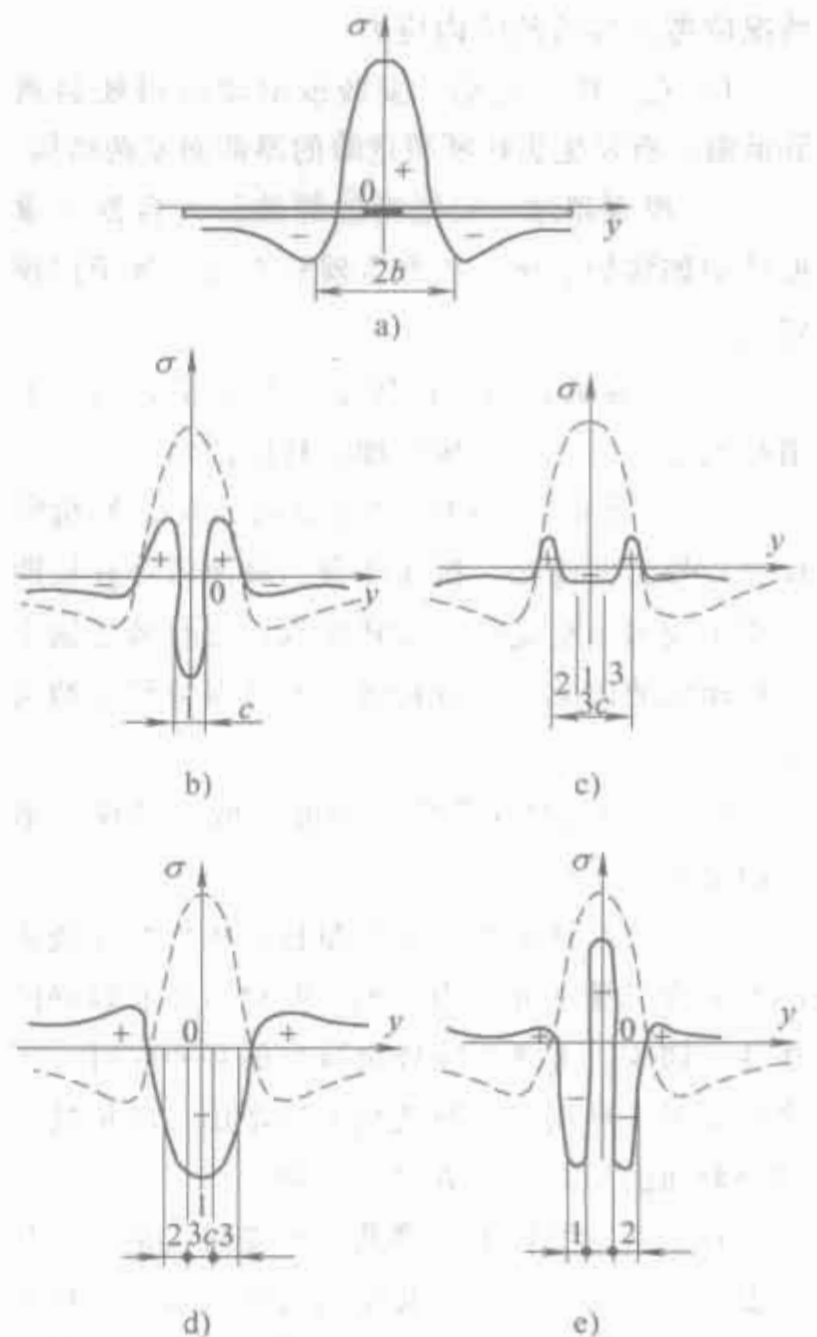 σ
+
0
y
− −
2b
a)
σ
+ +
− 0 −
y
1 c
b)
σ
y
+ − + −
2 1 3
3c
c)
σ
0
+ + y
−
1
2 3c 3
d)
σ
0 y
+ +
− −
1 2
e)